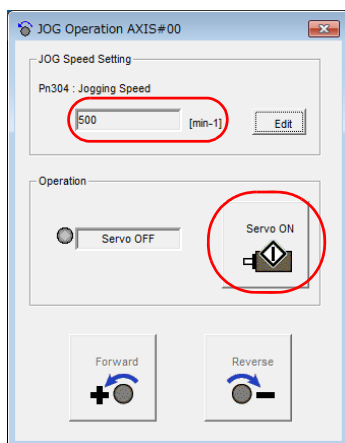 JOG Operation AXIS#00
JOG Speed Setting
Pn304 : Jogging Speed
500 [min-1] Edit
Operation
Servo OFF
Servo ON
Forward
Reverse